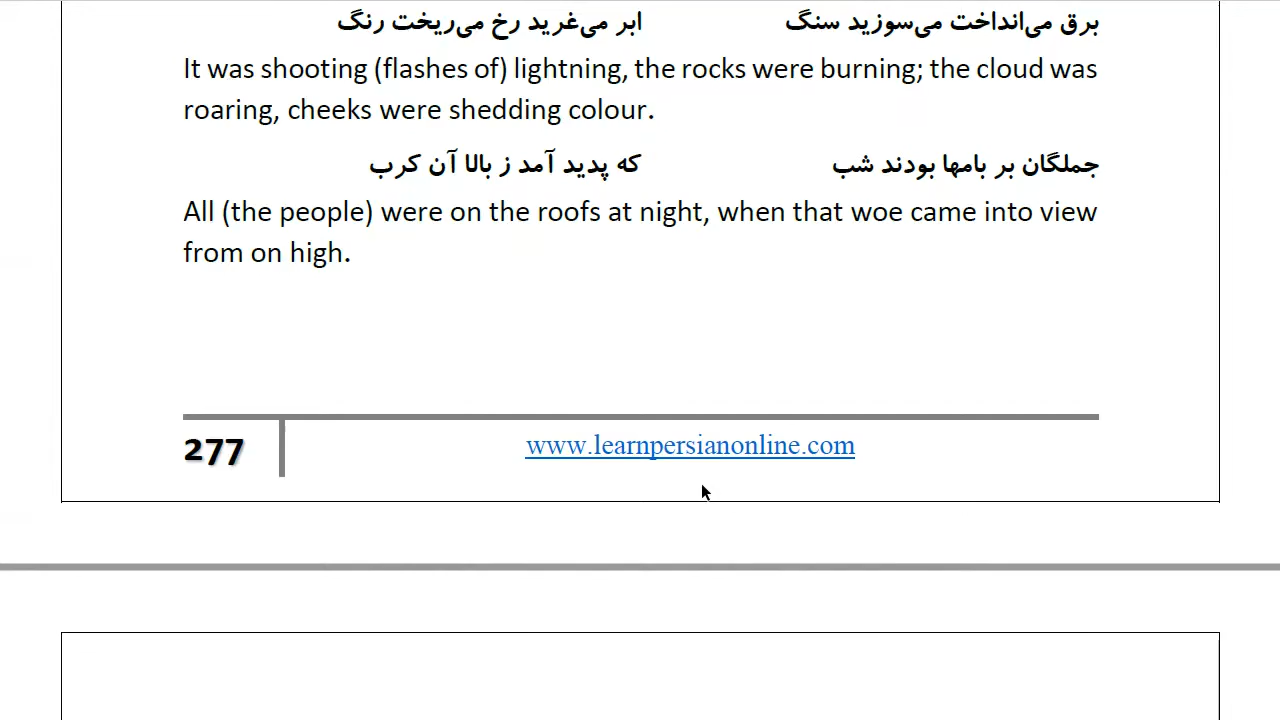 برق می‌انداخت می‌سوزید سنگ ابر می‌غرید رخ می‌ریخت رنگ
It was shooting (flashes of) lightning, the rocks were burning; the cloud was
roaring, cheeks were shedding colour.
جملگان بر بامها بودند شب که پدید آمد ز بالا آن کرب
All (the people) were on the roofs at night, when that woe came into view
from on high.
277 www.learnpersianonline.com